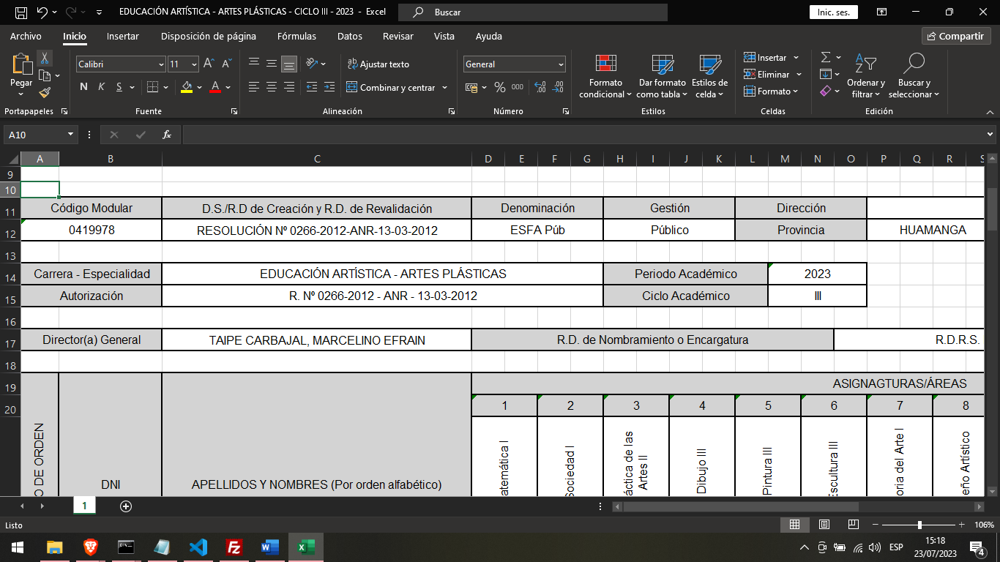 EDUCACIÓN ARTÍSTICA - ARTES PLÁSTICAS - CICLO III - 2023 - Excel
Buscar
Inic. ses.
Archivo Inicio Insertar Disposición de página Fórmulas Datos Revisar Vista Ayuda Compartir
Pegar
Calibri 11
N K S
Ajustar texto
Combinar y centrar
General
% 000
Formato condicional
Dar formato como tabla
Estilos de celda
Insertar
Eliminar
Formato
Ordenar y filtrar
Buscar y seleccionar
Portapapeles Fuente Alineación Número Estilos Celdas Edición
A10 fx
A B C D E F G H I J K L M N O P Q R S
9
10
11 Código Modular D.S./R.D de Creación y R.D. de Revalidación Denominación Gestión Dirección
12 0419978 RESOLUCIÓN Nº 0266-2012-ANR-13-03-2012 ESFA Púb Público Provincia HUAMANGA
13
14 Carrera - Especialidad EDUCACIÓN ARTÍSTICA - ARTES PLÁSTICAS Periodo Académico 2023
15 Autorización R. Nº 0266-2012 - ANR - 13-03-2012 Ciclo Académico III
16
17 Director(a) General TAIPE CARBAJAL, MARCELINO EFRAIN R.D. de Nombramiento o Encargatura R.D.R.S.
18
19 ASIGNAGTURAS/ÁREAS
20 1 2 3 4 5 6 7 8
O DE ORDEN
DNI
APELLIDOS Y NOMBRES (Por orden alfabético)
atemática I
Sociedad I
áctica de las
Artes II
Dibujo III
Pintura III
Escultura III
oria del Arte I
eño Artístico
1
Listo 106%
ESP
15:18
23/07/2023
4